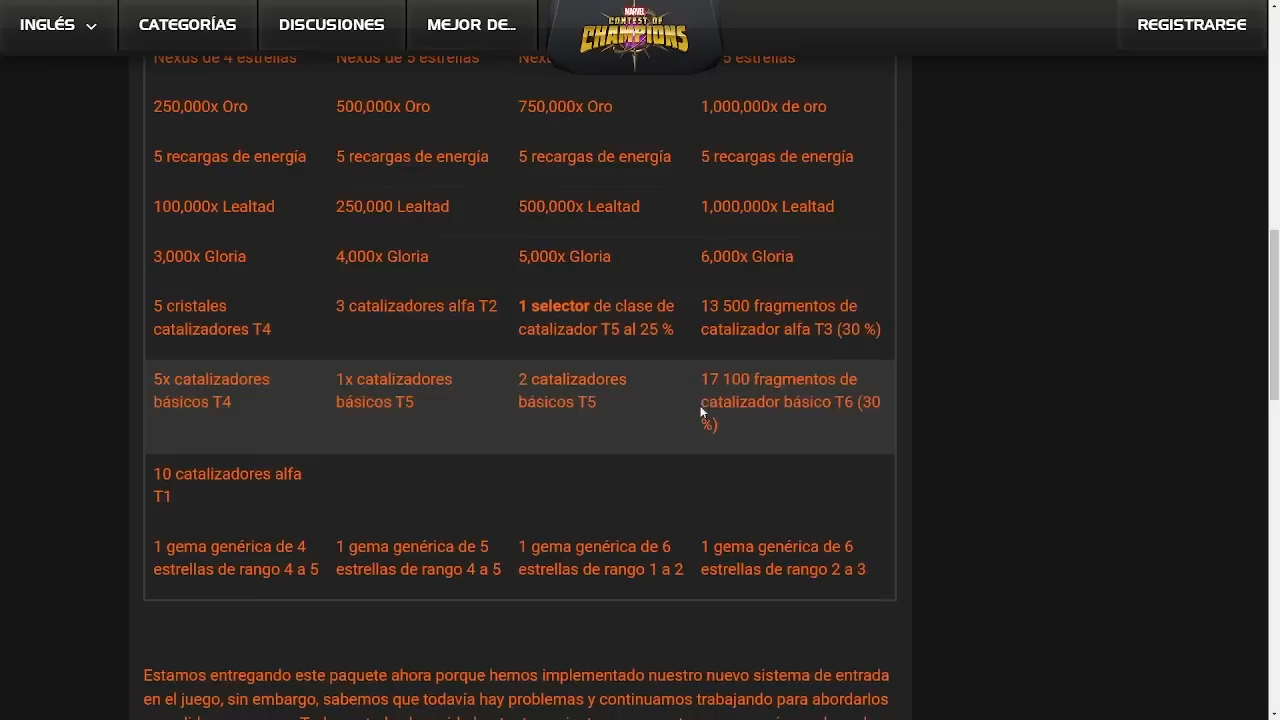 INGLÉS CATEGORÍAS DISCUSIONES MEJOR DE... MARVEL CONTEST OF CHAMPIONS REGISTRARSE
Nexus de 4 estrellas Nexus de 5 estrellas 5 estrellas
250,000x Oro 500,000x Oro 750,000x Oro 1,000,000x de oro
5 recargas de energía 5 recargas de energía 5 recargas de energía 5 recargas de energía
100,000x Lealtad 250,000 Lealtad 500,000x Lealtad 1,000,000x Lealtad
3,000x Gloria 4,000x Gloria 5,000x Gloria 6,000x Gloria
5 cristales 3 catalizadores alfa T2 1 selector de clase de 13 500 fragmentos de
catalizadores T4 catalizador T5 al 25 % catalizador alfa T3 (30 %)
5x catalizadores 1x catalizadores 2 catalizadores 17 100 fragmentos de
básicos T4 básicos T5 básicos T5 catalizador básico T6 (30
%)
10 catalizadores alfa
T1
1 gema genérica de 4 1 gema genérica de 5 1 gema genérica de 6 1 gema genérica de 6
estrellas de rango 4 a 5 estrellas de rango 4 a 5 estrellas de rango 1 a 2 estrellas de rango 2 a 3
Estamos entregando este paquete ahora porque hemos implementado nuestro nuevo sistema de entrada
en el juego, sin embargo, sabemos que todavía hay problemas y continuamos trabajando para abordarlos